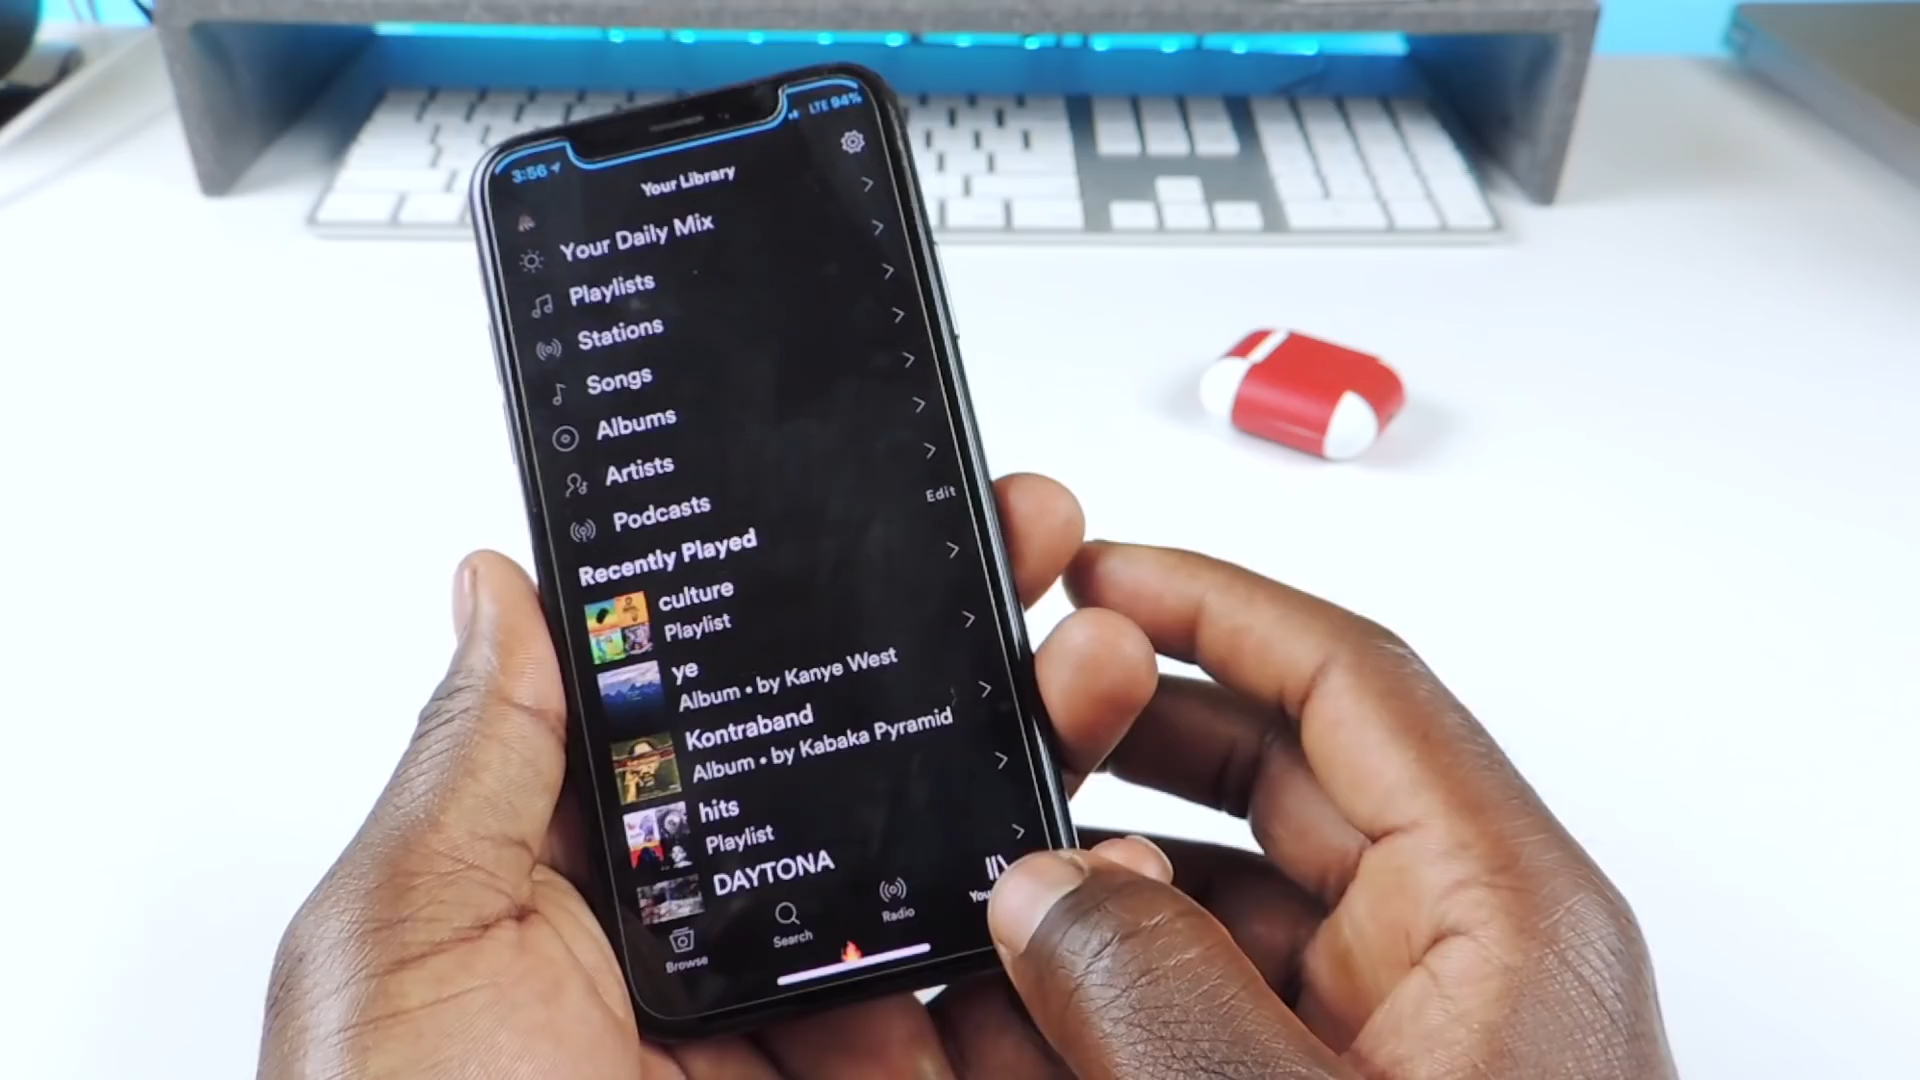 3:56
LTE 94%
Your Library
Your Daily Mix
Playlists
Stations
Songs
Albums
Artists
Podcasts
Edit
Recently Played
culture
Playlist
ye
Album • by Kanye West
Kontraband
Album • by Kabaka Pyramid
hits
Playlist
DAYTONA
Browse
Search
Radio
You